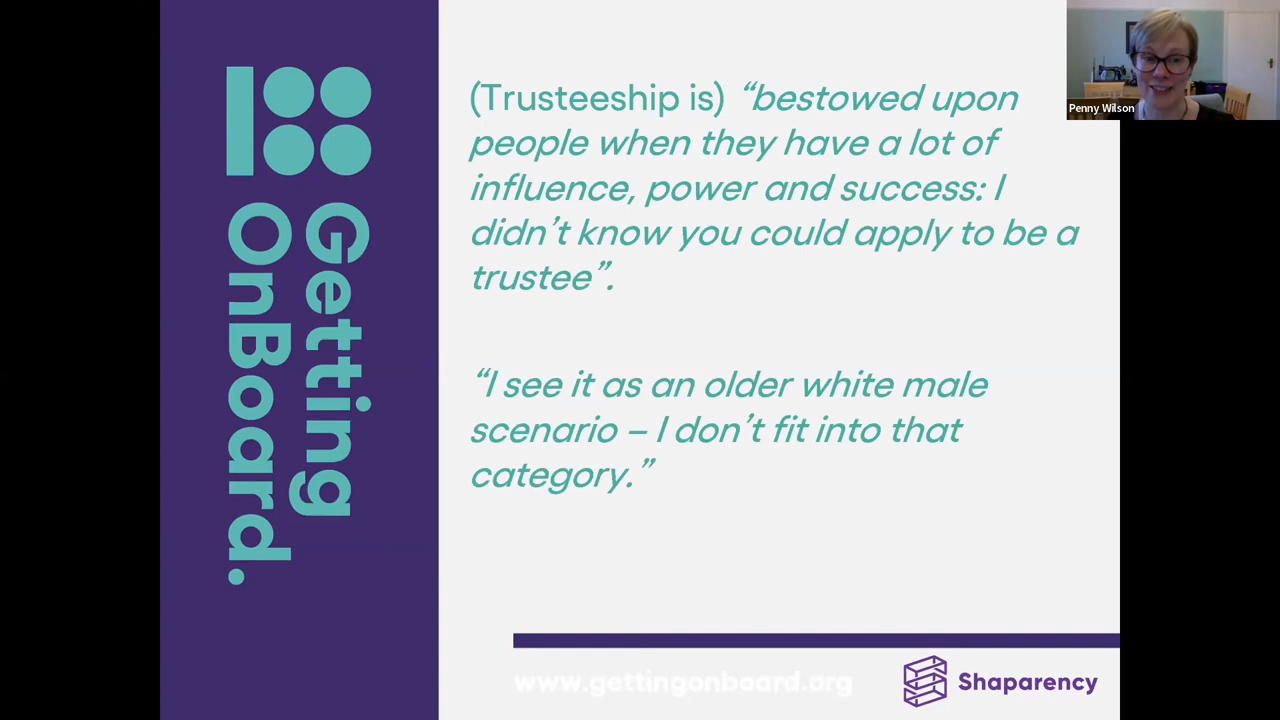 Getting
OnBoard.
(Trusteeship is) “bestowed upon
people when they have a lot of
influence, power and success: I
didn’t know you could apply to be a
trustee”.
“I see it as an older white male
scenario – I don’t fit into that
category.”
www.gettingonboard.org
Shaparency
Penny Wilson